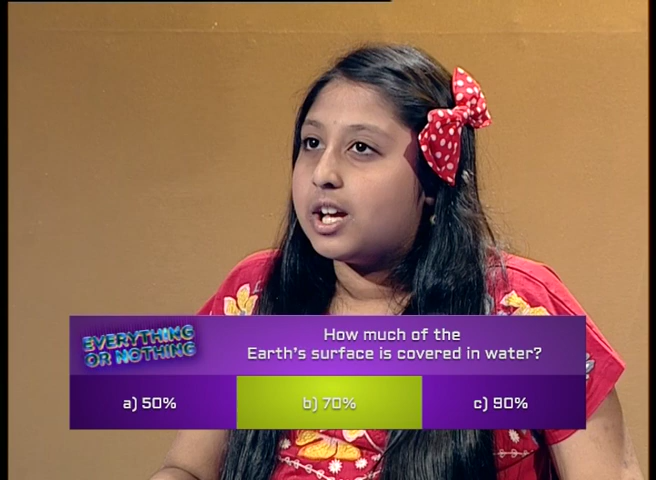 EVERYTHING
OR NOTHING
How much of the
Earth's surface is covered in water?
a) 50%
b) 70%
c) 90%